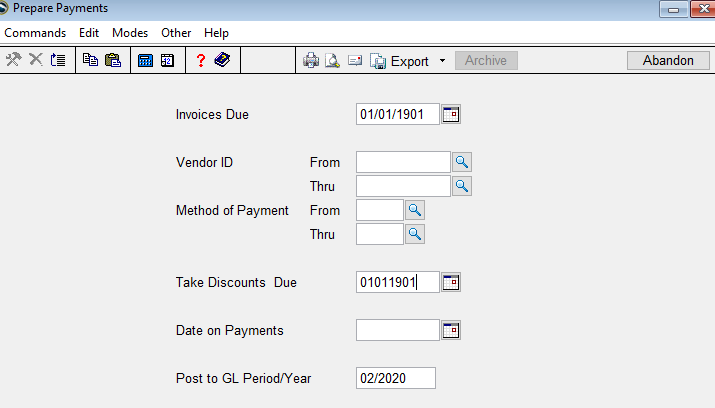 Prepare Payments
Commands Edit Modes Other Help
? Export Archive Abandon
Invoices Due 01/01/1901
Vendor ID From
Thru
Method of Payment From
Thru
Take Discounts Due 01011901
Date on Payments
Post to GL Period/Year 02/2020